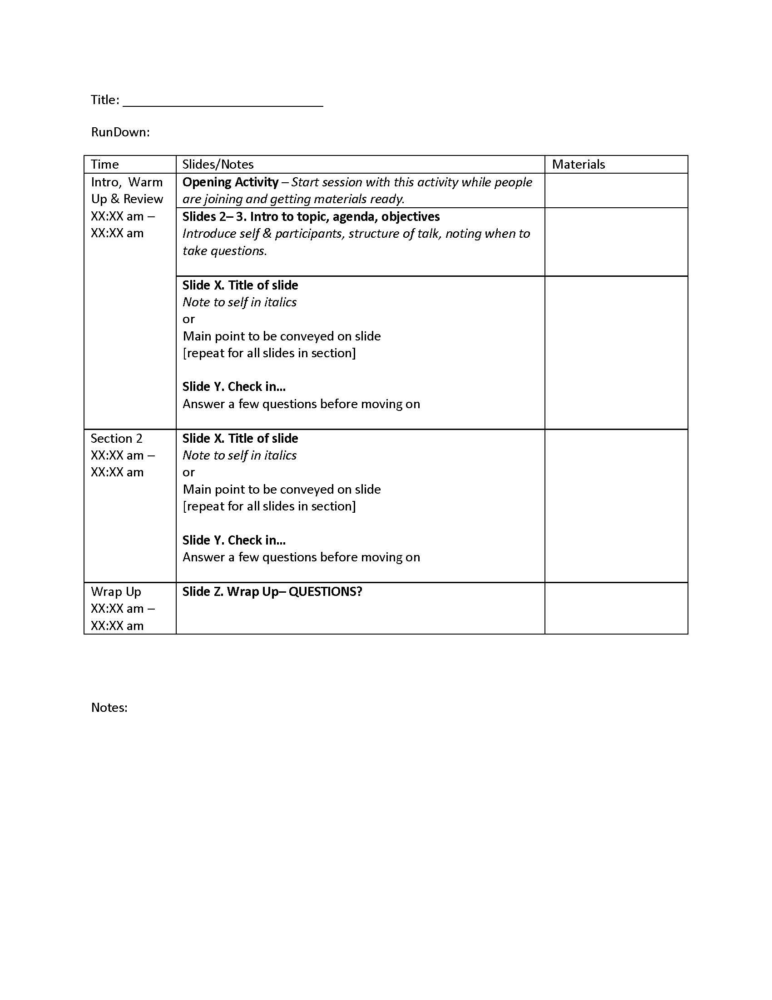 Title: ____________________________
RunDown:
Time
Slides/Notes
Materials
Intro, Warm
Up & Review
XX:XX am –
XX:XX am
Opening Activity – Start session with this activity while people
are joining and getting materials ready.
Slides 2– 3. Intro to topic, agenda, objectives
Introduce self & participants, structure of talk, noting when to
take questions.
Slide X. Title of slide
Note to self in italics
or
Main point to be conveyed on slide
[repeat for all slides in section]
Slide Y. Check in...
Answer a few questions before moving on
Section 2
XX:XX am –
XX:XX am
Slide X. Title of slide
Note to self in italics
or
Main point to be conveyed on slide
[repeat for all slides in section]
Slide Y. Check in...
Answer a few questions before moving on
Wrap Up
XX:XX am –
XX:XX am
Slide Z. Wrap Up– QUESTIONS?
Notes: